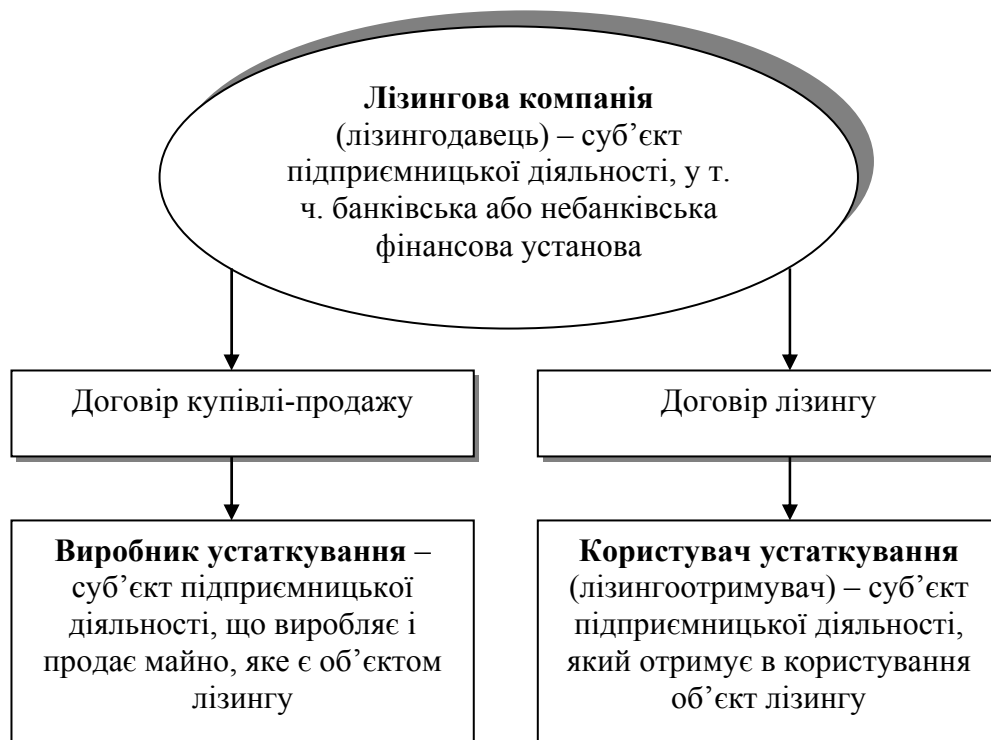 Лізингова компанія
(лізингодавець) – суб’єкт
підприємницької діяльності, у т.
ч. банківська або небанківська
фінансова установа
Договір купівлі-продажу
Договір лізингу
Виробник устаткування –
суб’єкт підприємницької
діяльності, що виробляє і
продає майно, яке є об’єктом
лізингу
Користувач устаткування
(лізингоотримувач) – суб’єкт
підприємницької діяльності,
який отримує в користування
об’єкт лізингу